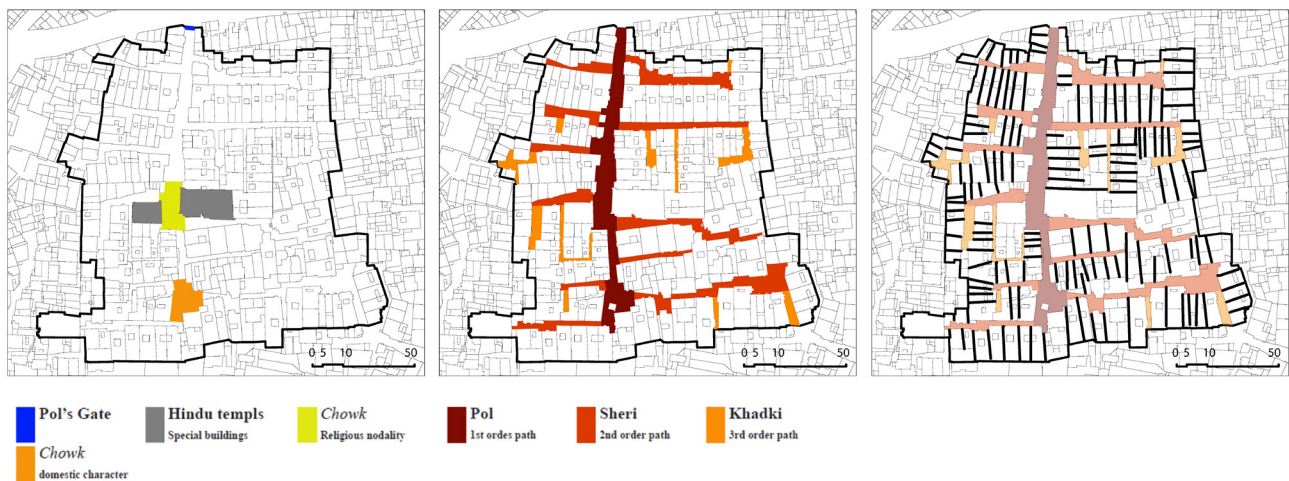 0 5 10 50
0 5 10 50
0 5 10 50
Pol's Gate
Hindu templs
Special buildings
Chowk
Religious nodality
Pol
1st ordes path
Sheri
2nd order path
Khadki
3rd order path
Chowk
domestic character